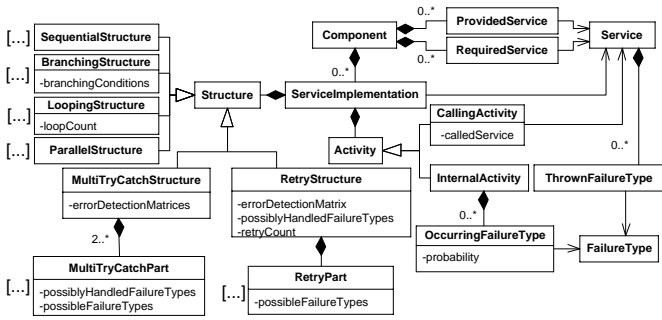 [...] SequentialStructure
[...] BranchingStructure
-branchingConditions
[...] LoopingStructure
-loopCount
[...] ParallelStructure
Structure
Component
0..*
0..*
0..*
ProvidedService
RequiredService
Service
ServiceImplementation
Activity
CallingActivity
-calledService
InternalActivity
0..*
0..*
ThrownFailureType
MultiTryCatchStructure
-errorDetectionMatrices
2..*
RetryStructure
-errorDetectionMatrix
-possiblyHandledFailureTypes
-retryCount
OccurringFailureType
-probability
FailureType
[...] MultiTryCatchPart
-possiblyHandledFailureTypes
-possibleFailureTypes
[...] RetryPart
-possibleFailureTypes